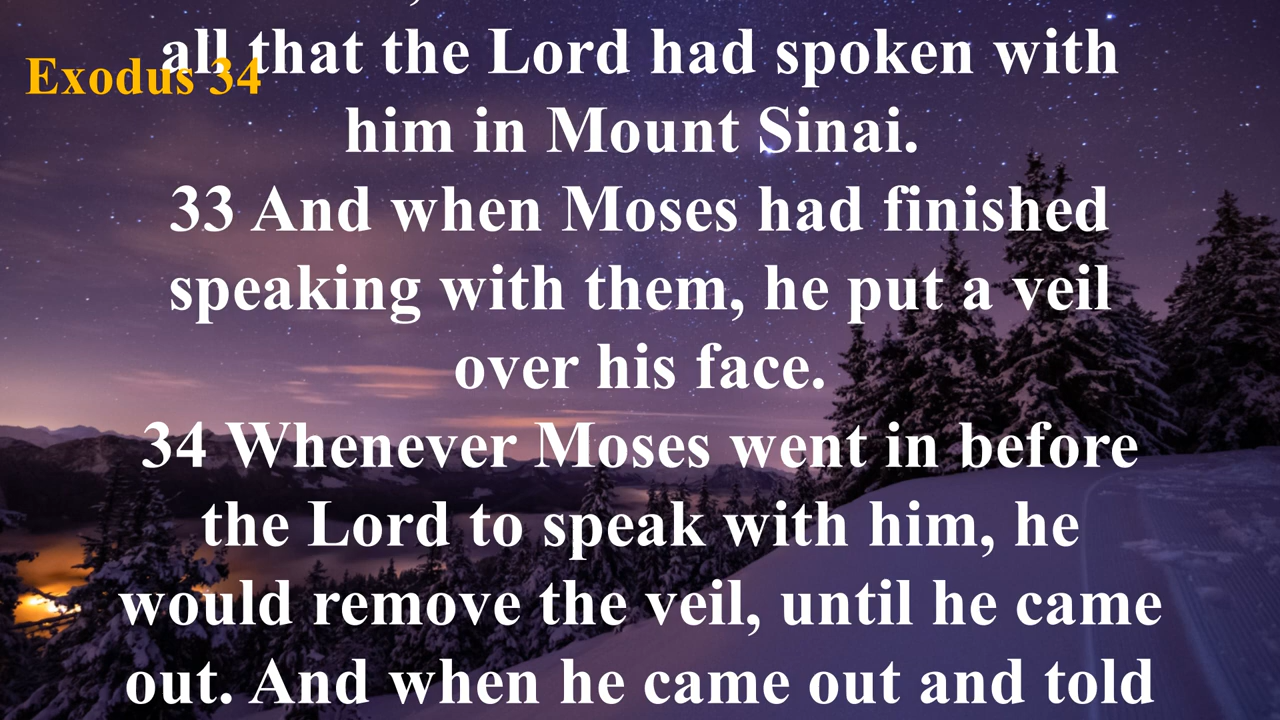 all that the Lord had spoken with
Exodus 34
him in Mount Sinai.
33 And when Moses had finished
speaking with them, he put a veil
over his face.
34 Whenever Moses went in before
the Lord to speak with him, he
would remove the veil, until he came
out. And when he came out and told